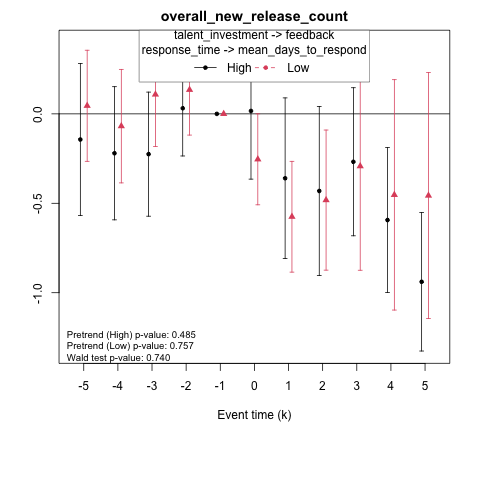 overall_new_release_count
talent_investment -> feedback
response_time -> mean_days_to_respond
High Low
0.0
-0.5
-1.0
Pretrend (High) p-value: 0.485
Pretrend (Low) p-value: 0.757
Wald test p-value: 0.740
-5 -4 -3 -2 -1 0 1 2 3 4 5
Event time (k)